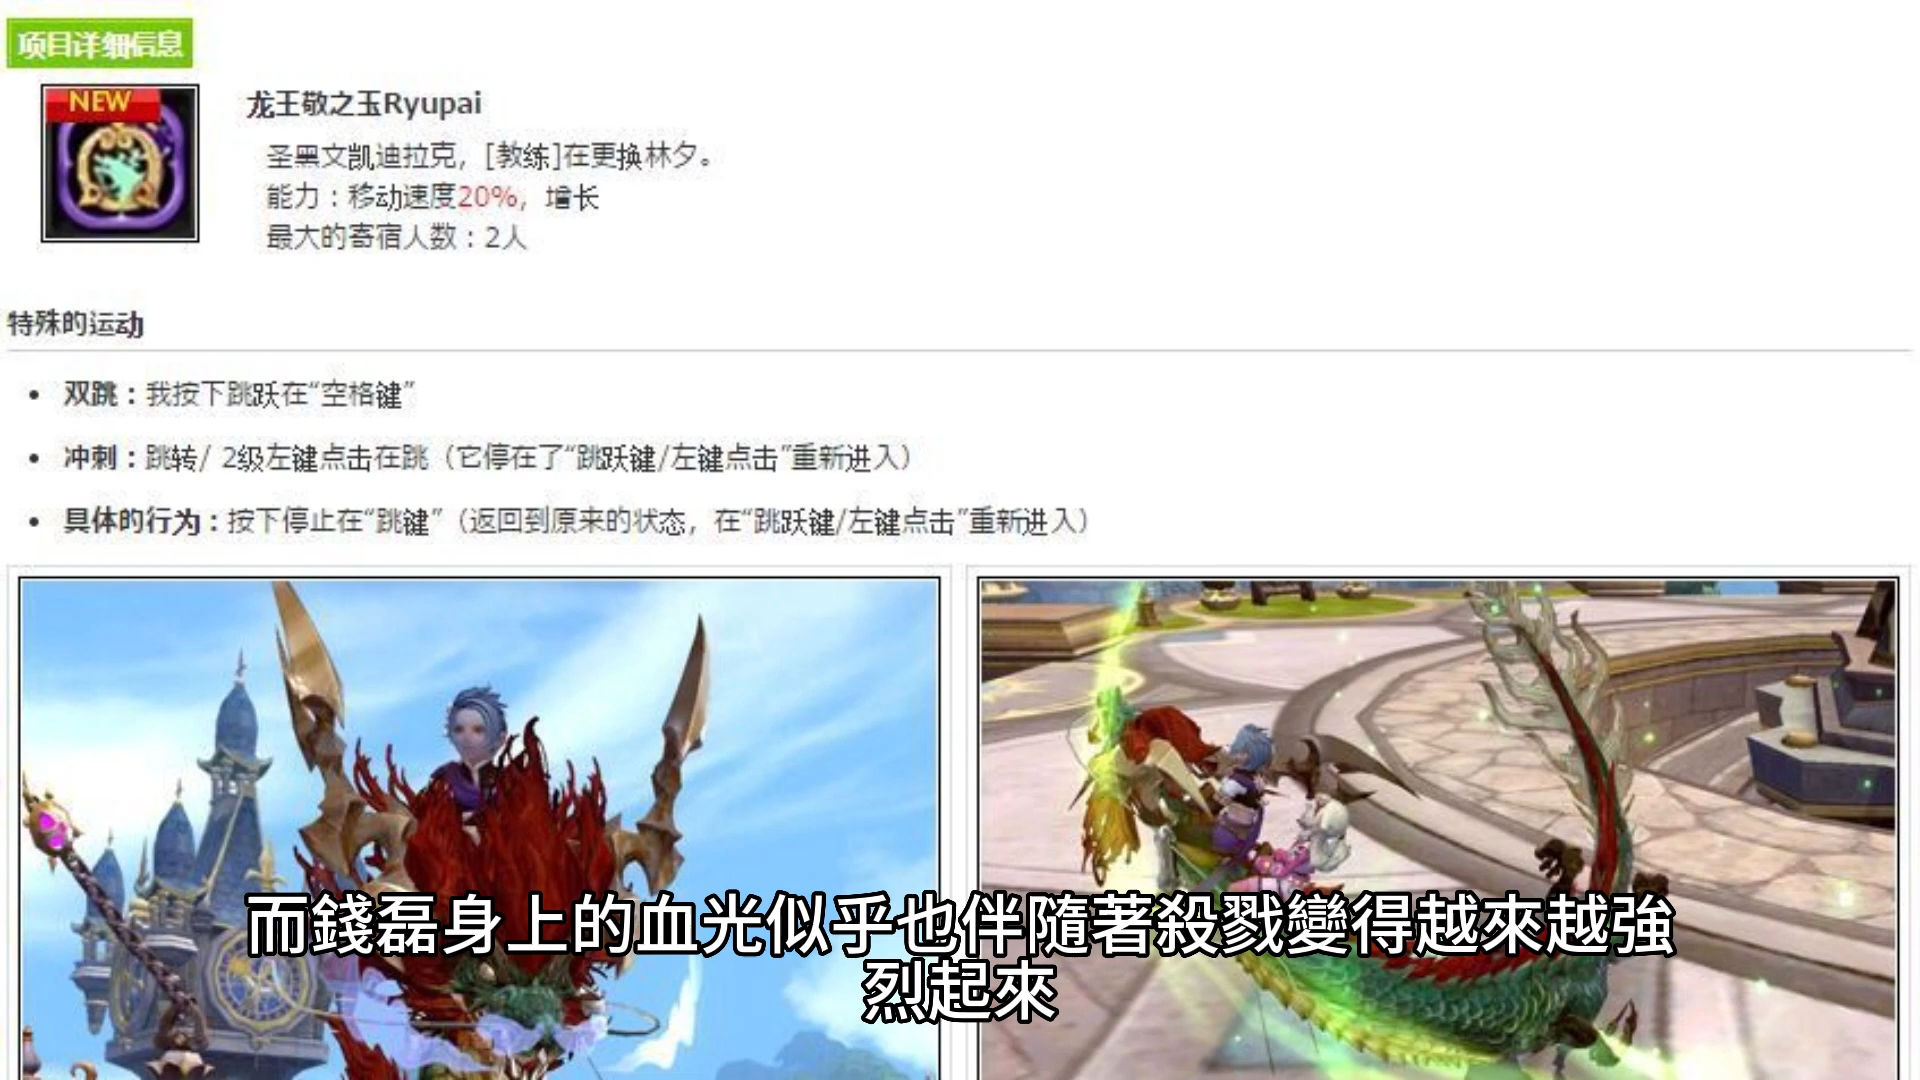 项目详细信息
NEW
龙王敬之玉Ryupai
圣黑文凯迪拉克，[教练]在更换林夕。
能力：移动速度20%，增长
最大的寄宿人数：2人
特殊的运动
• 双跳：我按下跳跃在“空格键”
• 冲刺：跳转/ 2级左键点击在跳（它停在了“跳跃键/左键点击”重新进入）
• 具体的行为：按下停止在“跳键”（返回到原来的状态，在“跳跃键/左键点击”重新进入）
而錢磊身上的血光似乎也伴隨著殺戮變得越來越強
烈起來